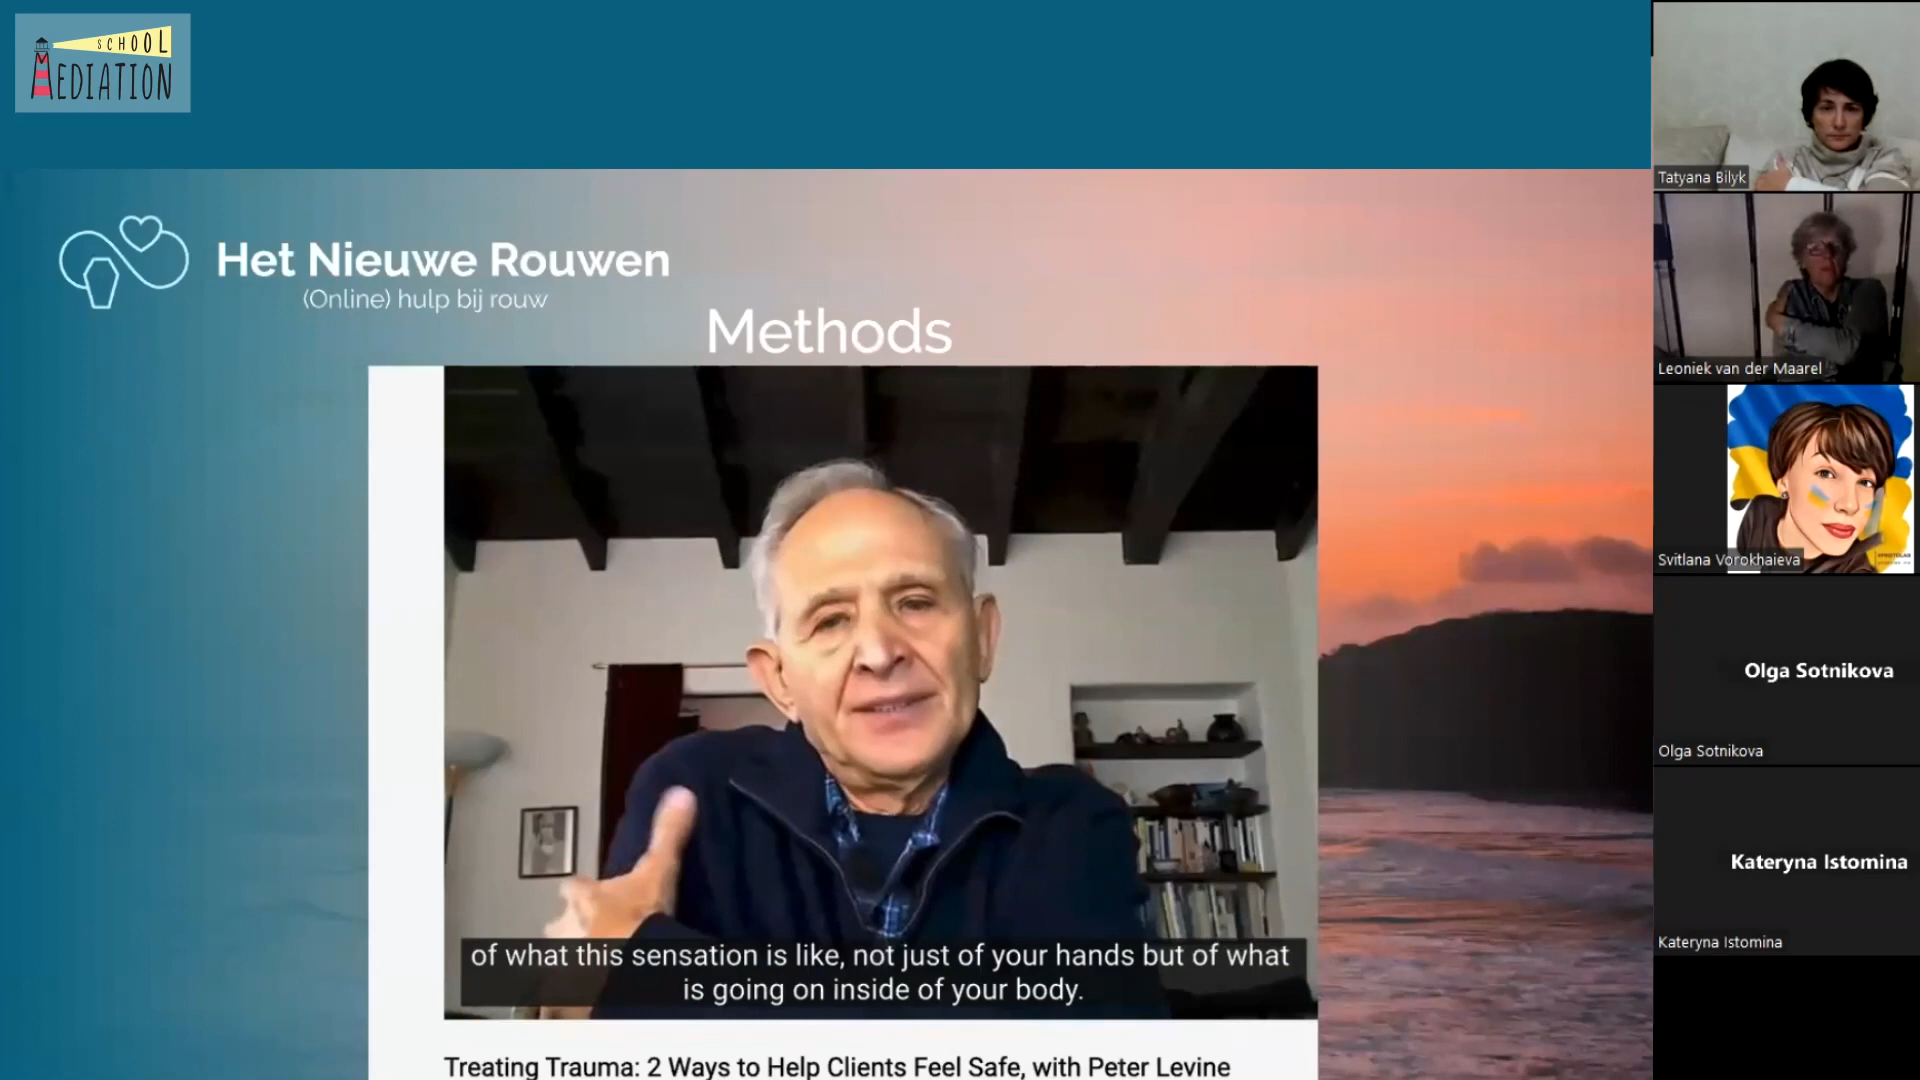 SCHOOL
MEDIATION
Het Nieuwe Rouwen
(Online) hulp bij rouw
Methods
of what this sensation is like, not just of your hands but of what
is going on inside of your body.
Treating Trauma: 2 Ways to Help Clients Feel Safe, with Peter Levine
Tatyana Bilyk
Leoniek van der Maarel
Svitlana Vorokhaieva
Olga Sotnikova
Olga Sotnikova
Kateryna Istomina
Kateryna Istomina